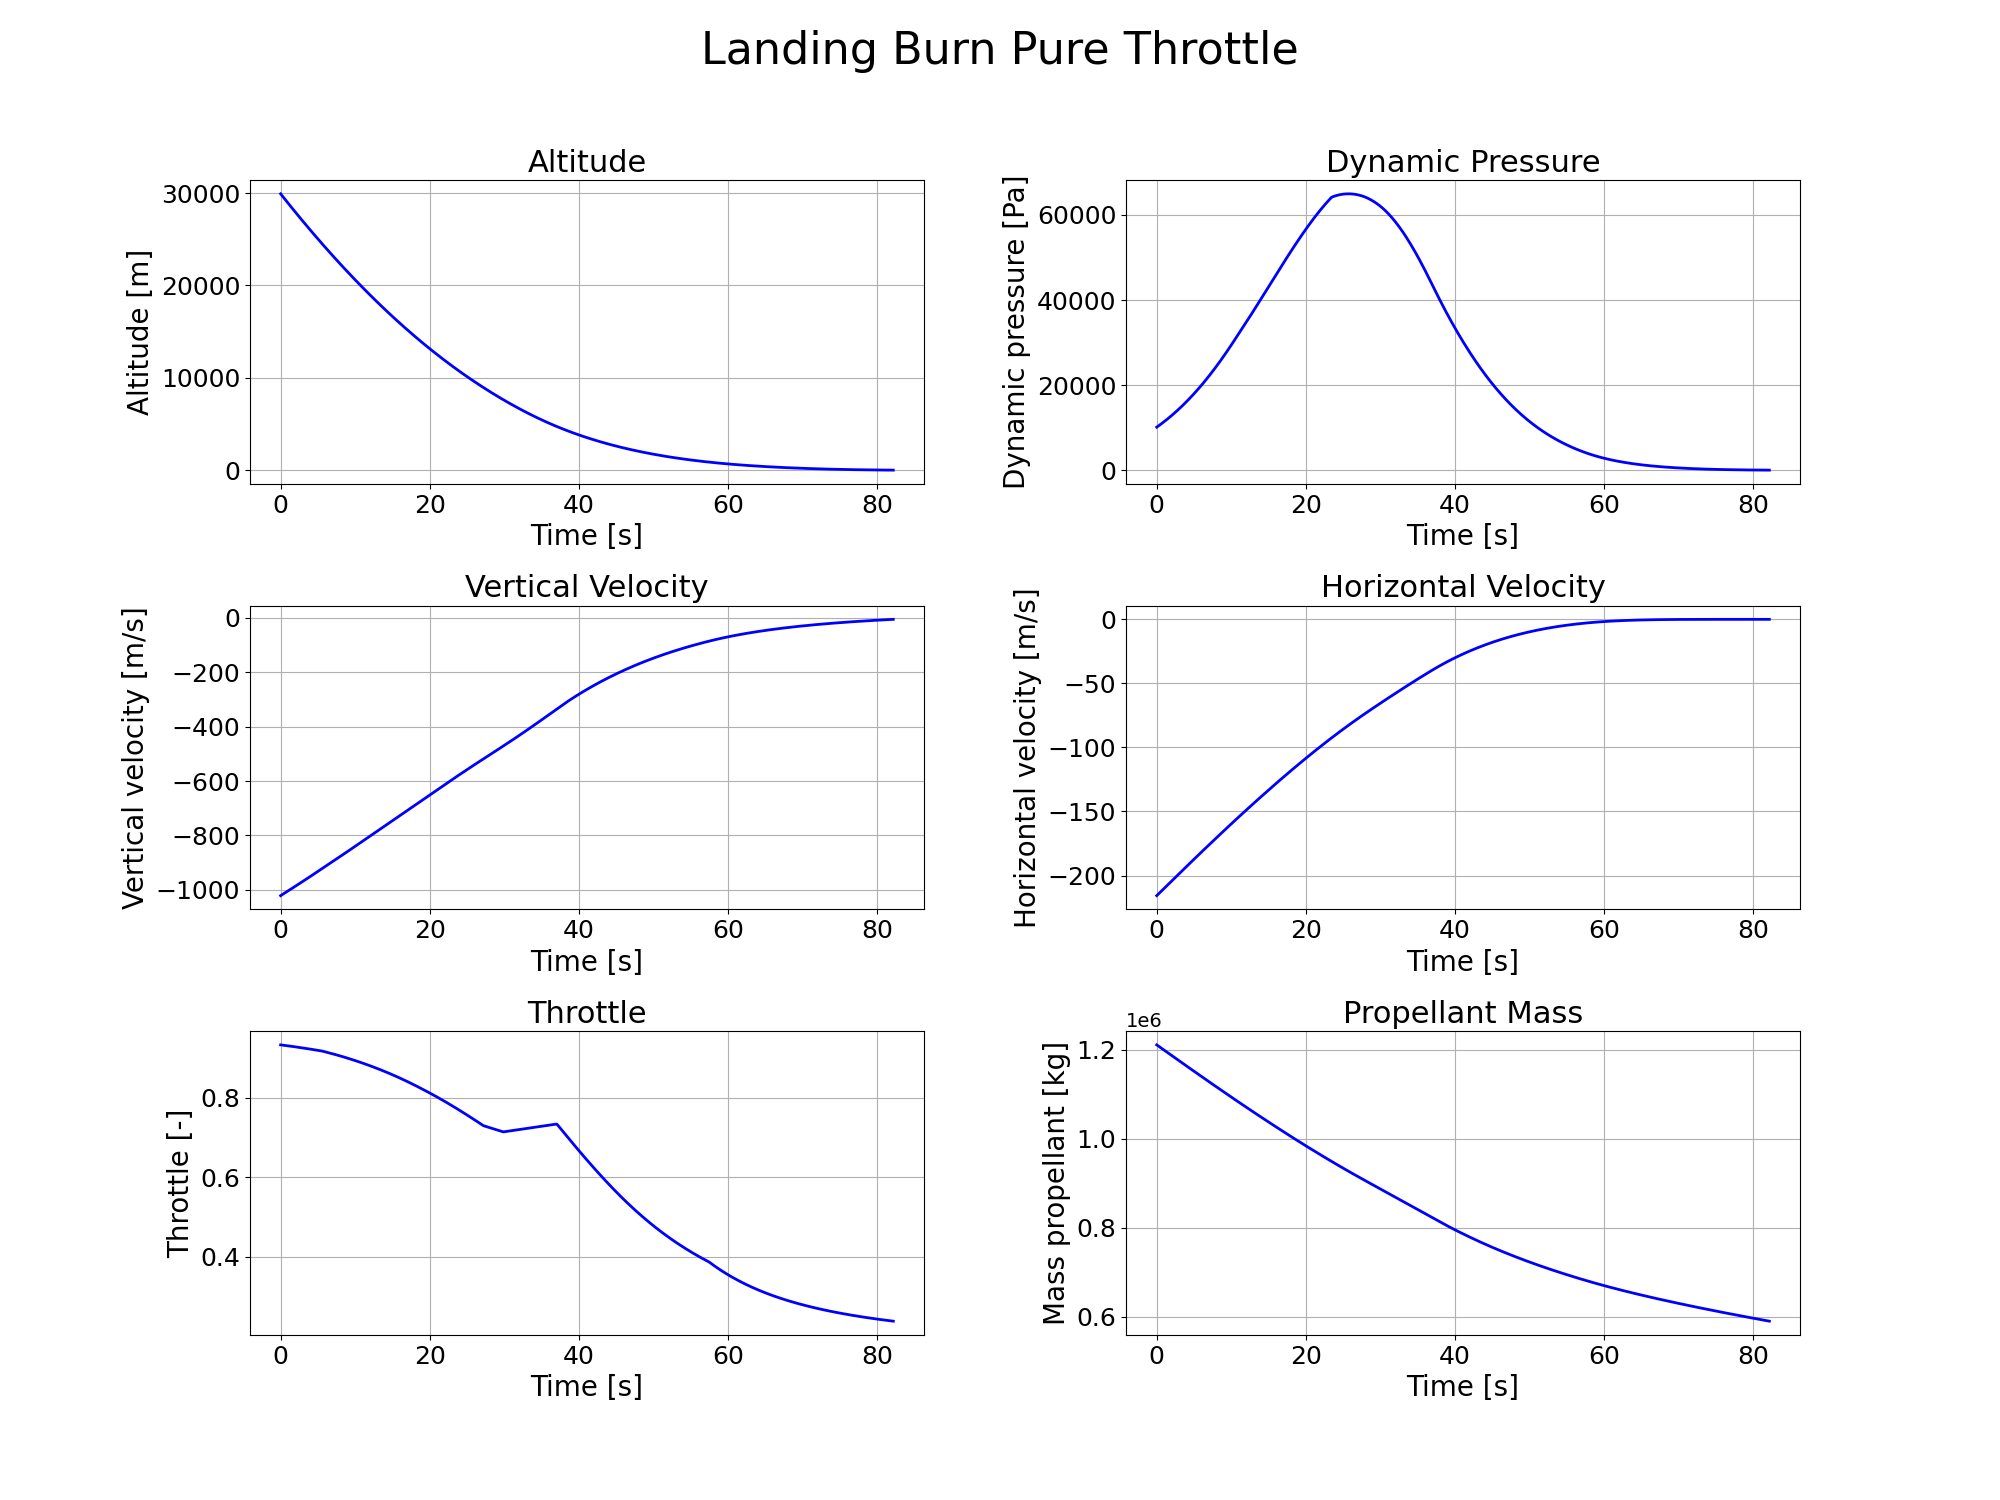 Landing Burn Pure Throttle
Altitude
Altitude [m]
30000
20000
10000
0
0 20 40 60 80
Time [s]
Dynamic Pressure
Dynamic pressure [Pa]
60000
40000
20000
0
0 20 40 60 80
Time [s]
Vertical Velocity
Vertical velocity [m/s]
0
−200
−400
−600
−800
−1000
0 20 40 60 80
Time [s]
Horizontal Velocity
Horizontal velocity [m/s]
0
−50
−100
−150
−200
0 20 40 60 80
Time [s]
Throttle
Throttle [-]
0.8
0.6
0.4
0 20 40 60 80
Time [s]
Propellant Mass
1e6
Mass propellant [kg]
1.2
1.0
0.8
0.6
0 20 40 60 80
Time [s]